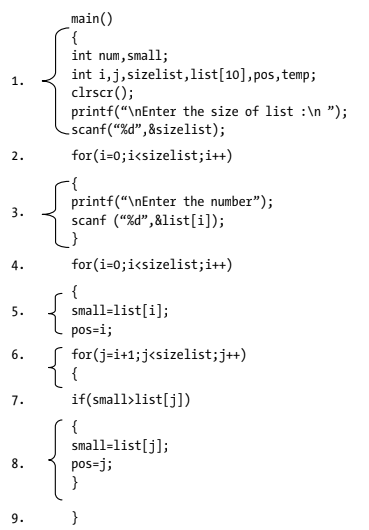 main()
1. {
int num,small;
int i,j,sizelist,list[10],pos,temp;
clrscr();
printf(“\nEnter the size of list :\n ”);
scanf(“%d”,&sizelist);
2. for(i=0;i<sizelist;i++)
3. {
printf(“\nEnter the number”);
scanf (“%d”,&list[i]);
}
4. for(i=0;i<sizelist;i++)
5. {
small=list[i];
pos=i;
6. for(j=i+1;j<sizelist;j++)
{
7. if(small>list[j])
8. {
small=list[j];
pos=j;
}
9. }